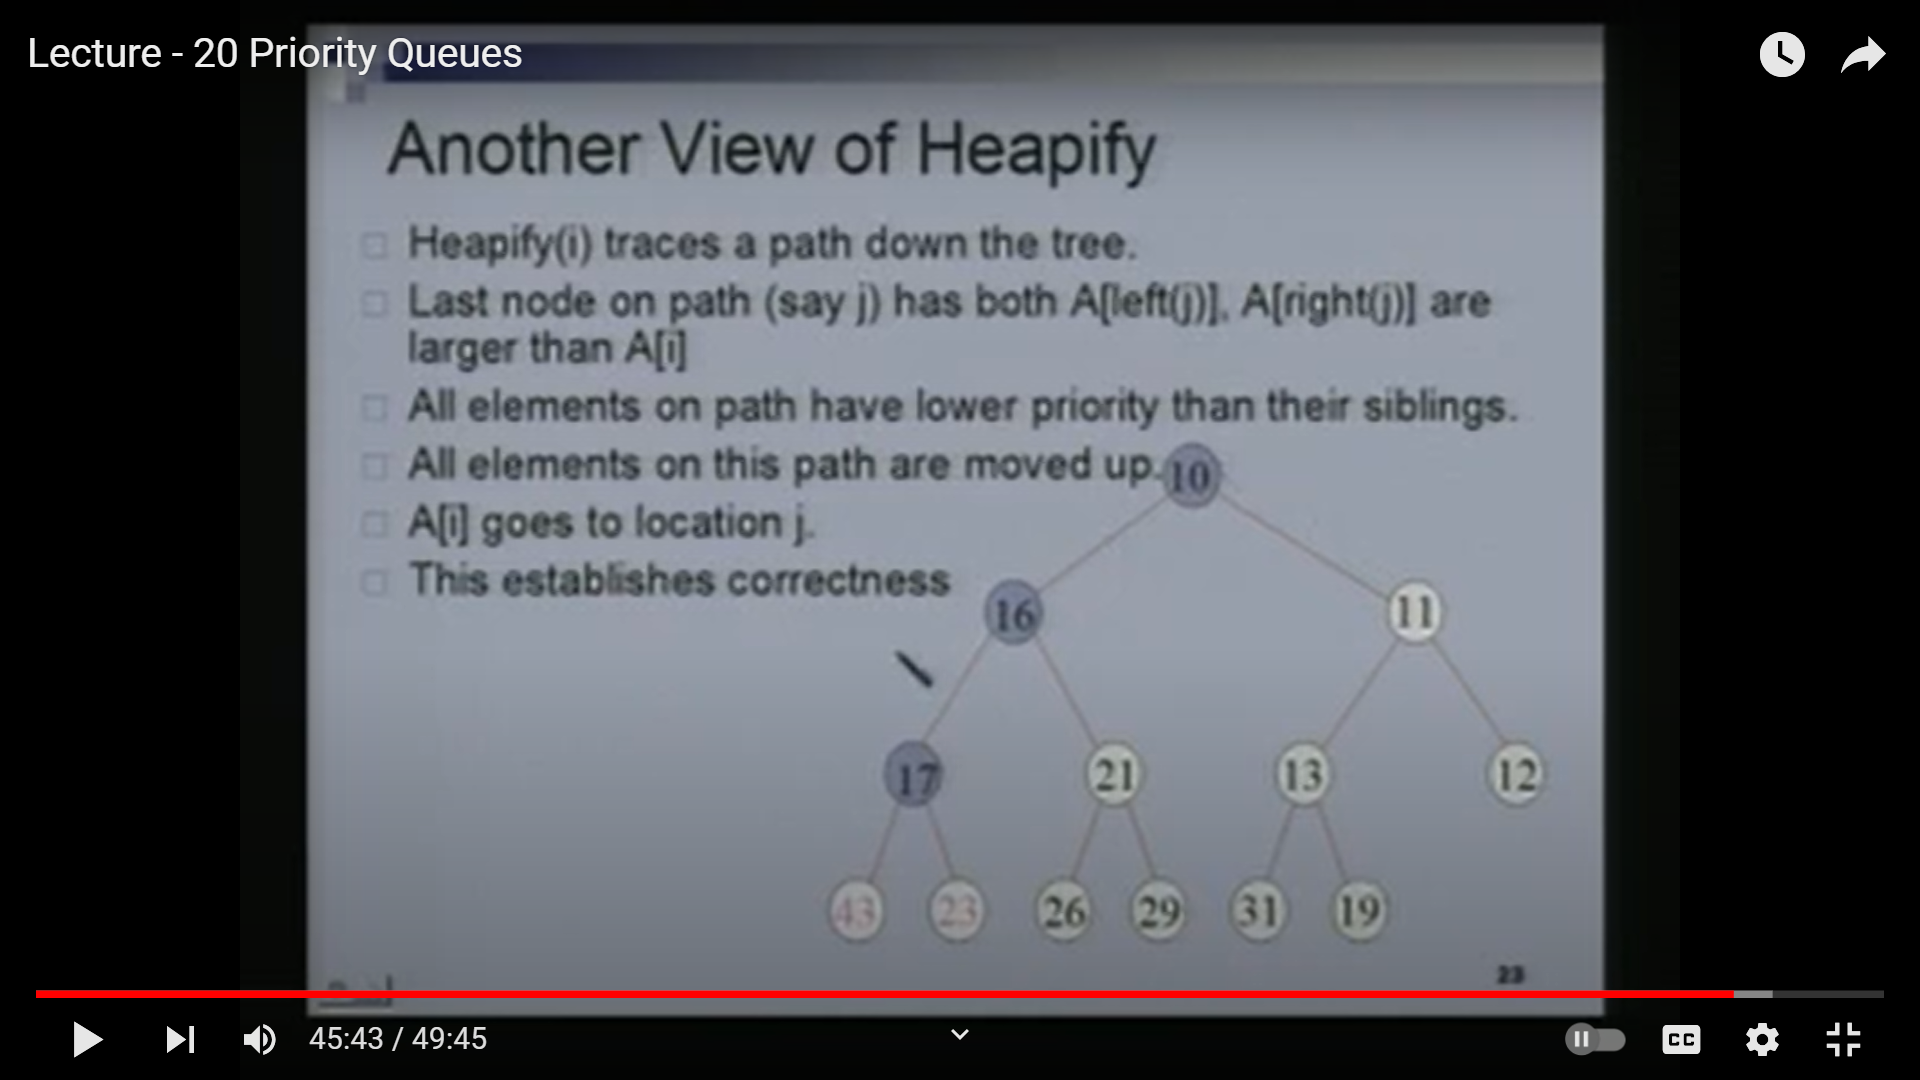 Lecture - 20 Priority Queues
Another View of Heapify
Heapify(i) traces a path down the tree.
Last node on path (say j) has both A[left(j)], A[right(j)] are
larger than A[i]
All elements on path have lower priority than their siblings.
All elements on this path are moved up.
A[i] goes to location j.
This establishes correctness
10
16 11
17 21 13 12
43 23 26 29 31 19
23
45:43 / 49:45
CC